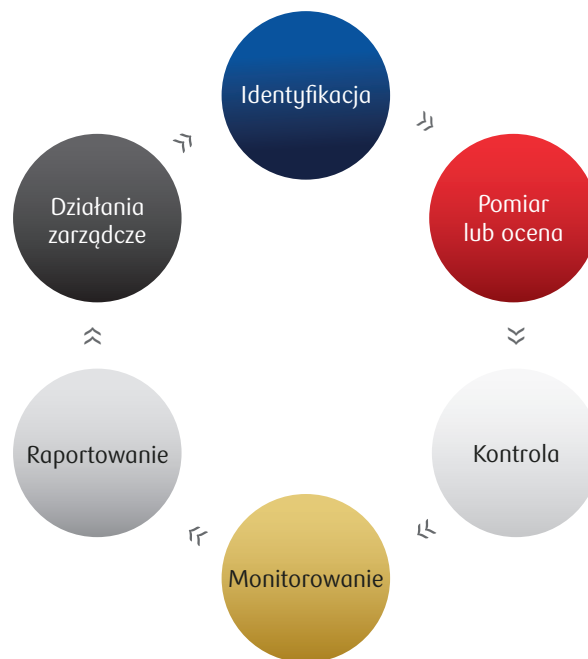 Identyfikacja
Pomiar
lub ocena
Kontrola
Monitorowanie
Raportowanie
Działania
zarządcze